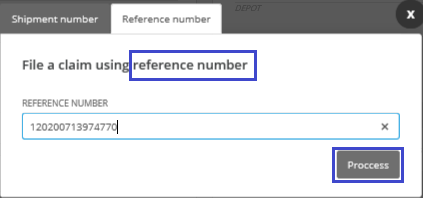 Shipment number
Reference number
DEPOT
X
File a claim using reference number
REFERENCE NUMBER
120200713974770
×
Proccess